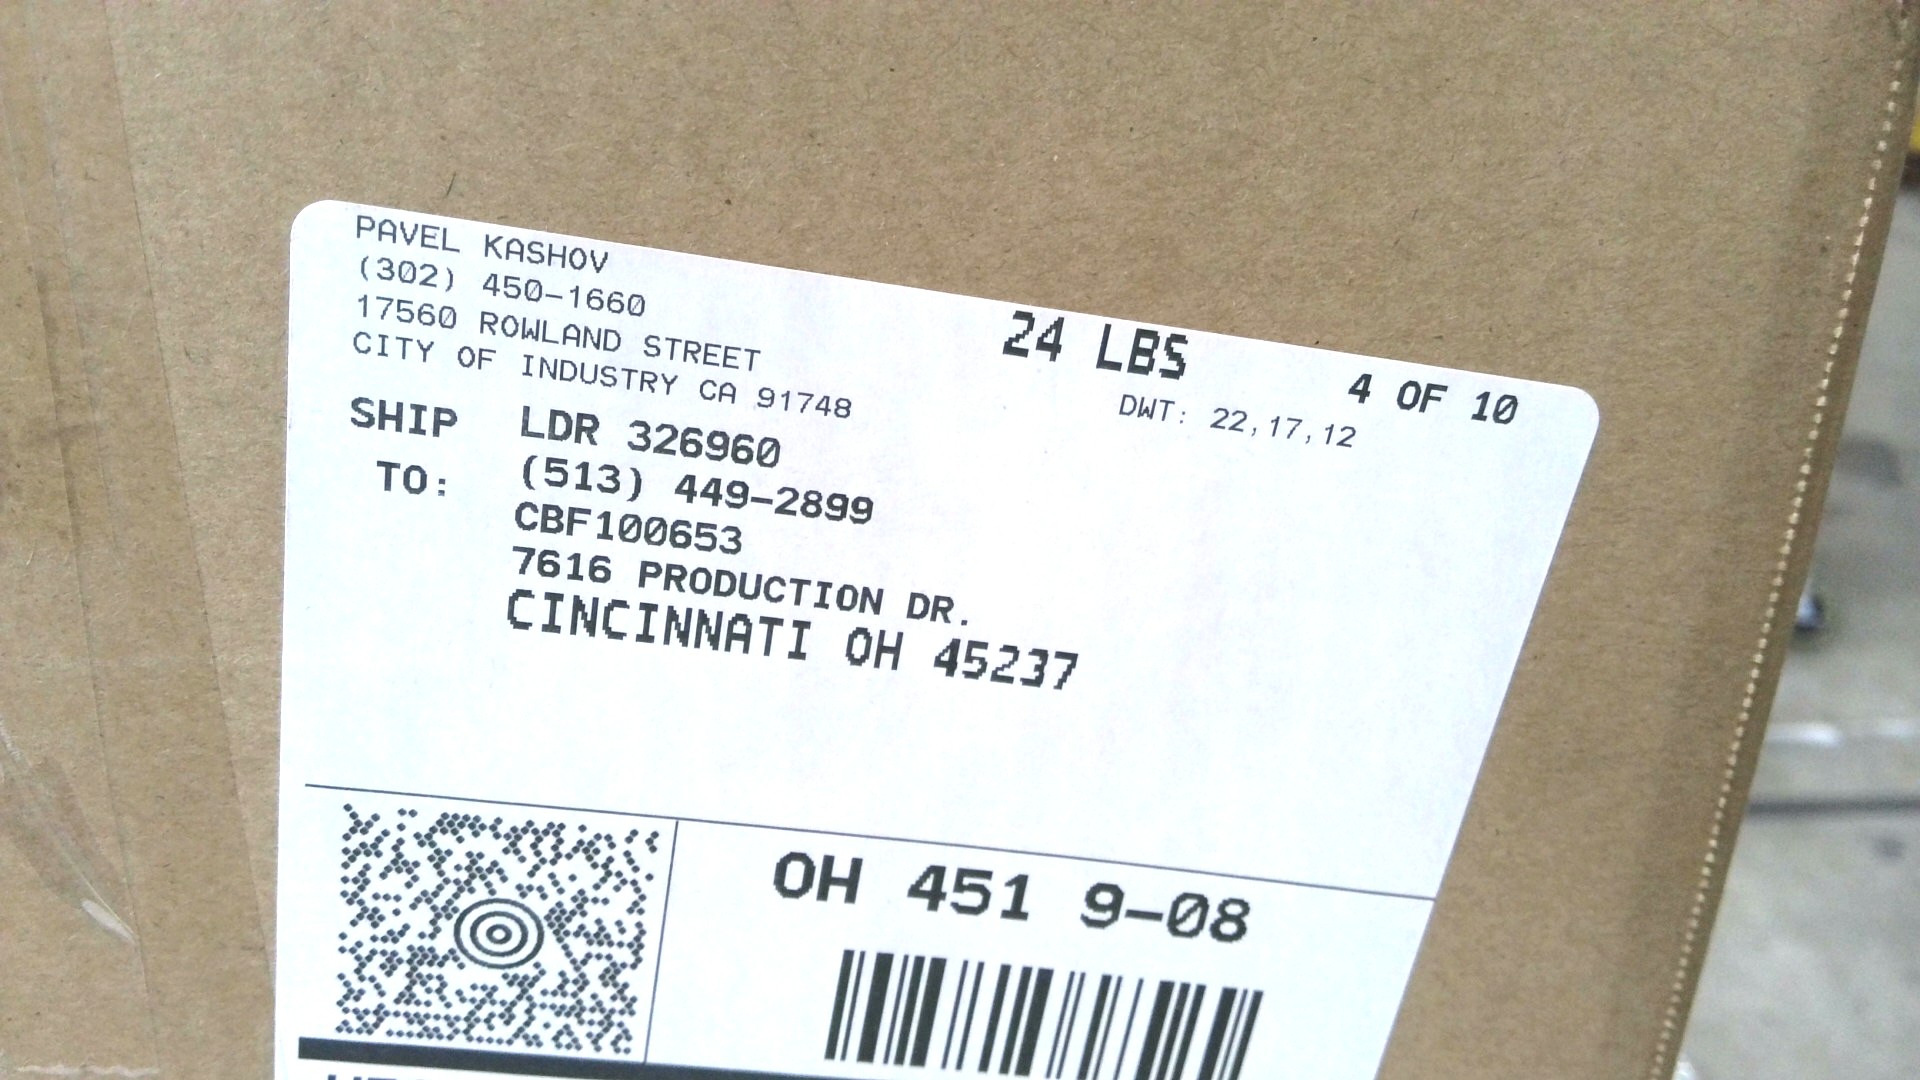 PAVEL KASHOV
(302) 450-1660
17560 ROWLAND STREET
CITY OF INDUSTRY CA 91748
24 LBS
4 OF 10
DWT: 22,17,12
SHIP TO:
LDR 326960
(513) 449-2899
CBF100653
7616 PRODUCTION DR.
CINCINNATI OH 45237
OH 451 9-08